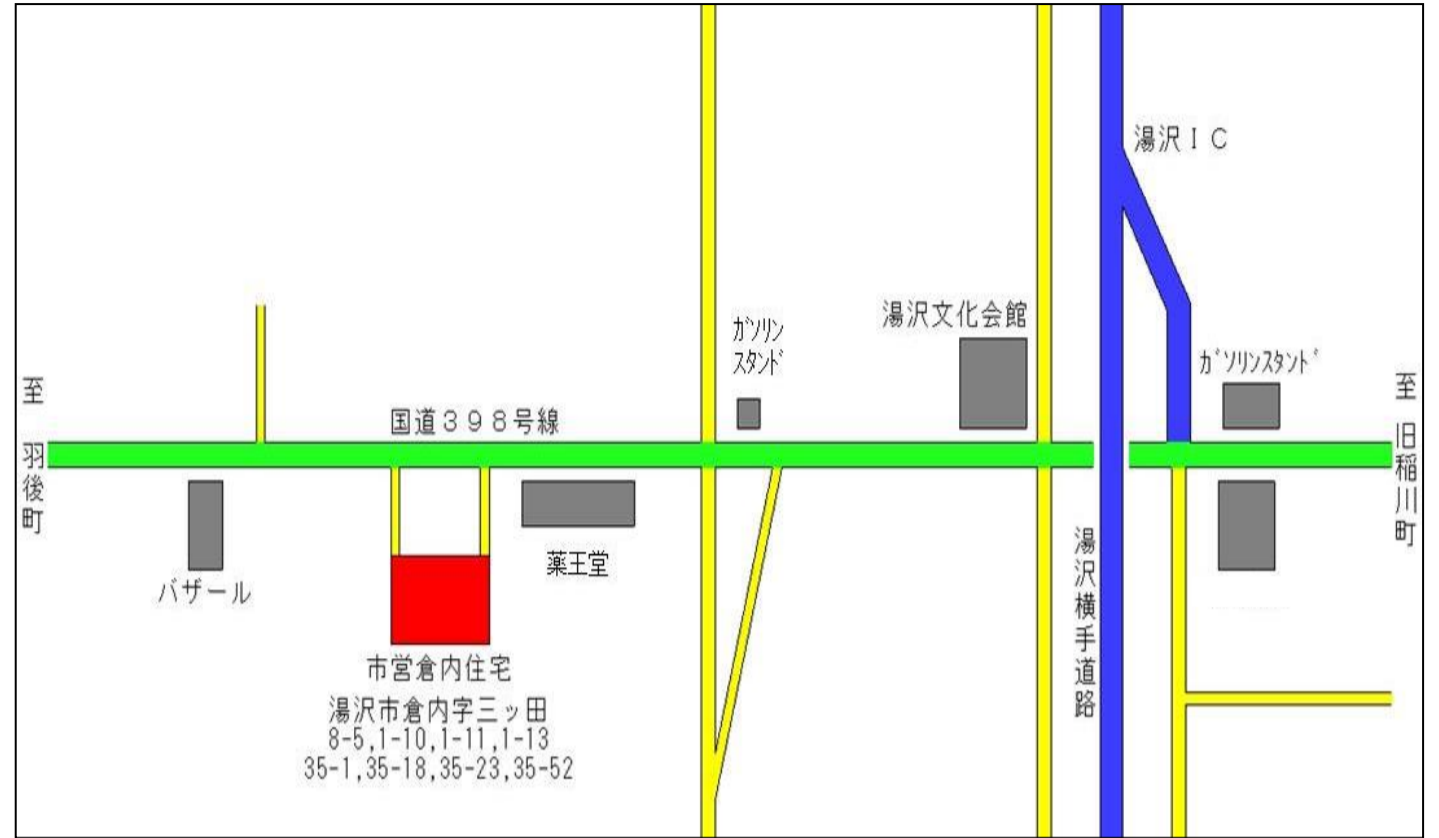 湯沢ＩＣ
湯沢文化会館
ｶﾞｿﾘﾝ
ｽﾀﾝﾄﾞ
ｶﾞｿﾘﾝｽﾀﾝﾄﾞ
至 羽後町
国道３９８号線
至 旧稲川町
バザール
薬王堂
湯沢横手道路
市営倉内住宅
湯沢市倉内字三ッ田
8-5,1-10,1-11,1-13
35-1,35-18,35-23,35-52